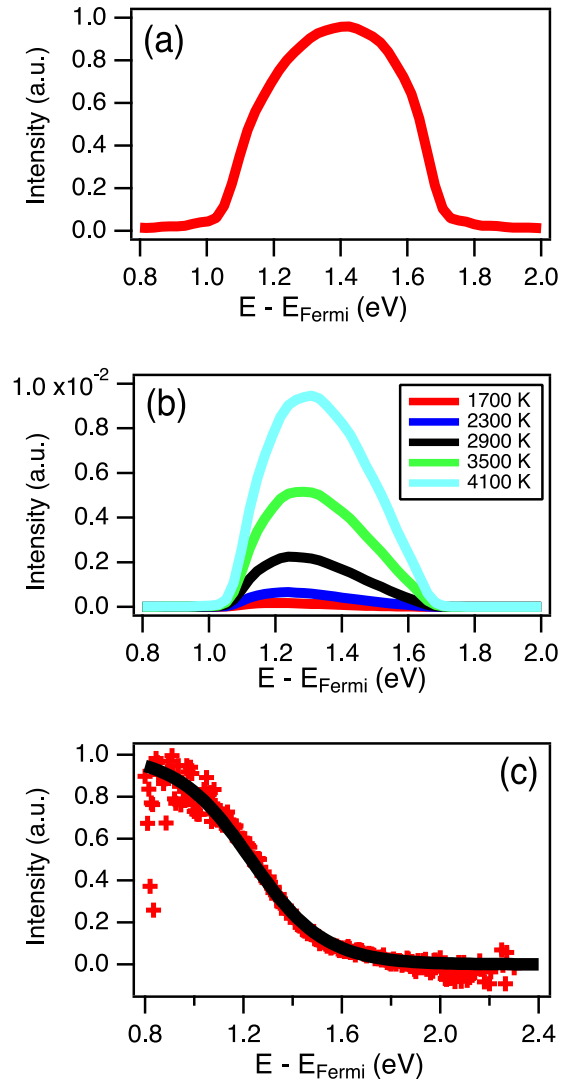 (a)
Intensity (a.u.)
1.0
0.8
0.6
0.4
0.2
0.0
0.8 1.0 1.2 1.4 1.6 1.8 2.0
E - E_Fermi (eV)
(b)
1.0 x10^-2
Intensity (a.u.)
0.8
0.6
0.4
0.2
0.0
1700 K
2300 K
2900 K
3500 K
4100 K
0.8 1.0 1.2 1.4 1.6 1.8 2.0
E - E_Fermi (eV)
(c)
Intensity (a.u.)
1.0
0.8
0.6
0.4
0.2
0.0
0.8 1.2 1.6 2.0 2.4
E - E_Fermi (eV)